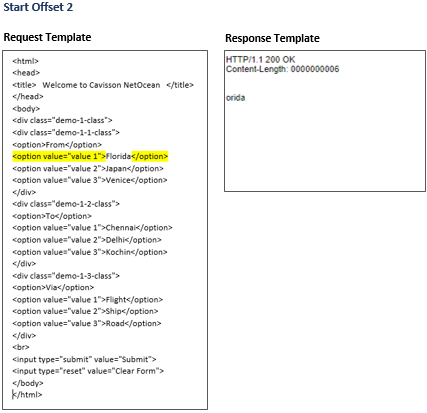 Start Offset 2
Request Template
<html>
<head>
<title>   Welcome to Cavisson NetOcean   </title>
</head>
<body>
<div class="demo-1-class">
<div class="demo-1-1-class">
<option>From</option>
<option value="value 1">Florida</option>
<option value="value 2">Japan</option>
<option value="value 3">Venice</option>
</div>
<div class="demo-1-2-class">
<option>To</option>
<option value="value 1">Chennai</option>
<option value="value 2">Delhi</option>
<option value="value 3">Kochin</option>
</div>
<div class="demo-1-3-class">
<option>Via</option>
<option value="value 1">Flight</option>
<option value="value 2">Ship</option>
<option value="value 3">Road</option>
</div>
<br>
<input type="submit" value="Submit">
<input type="reset" value="Clear Form">
</body>
</html>
Response Template
HTTP/1.1 200 OK
Content-Length: 0000000006
orida